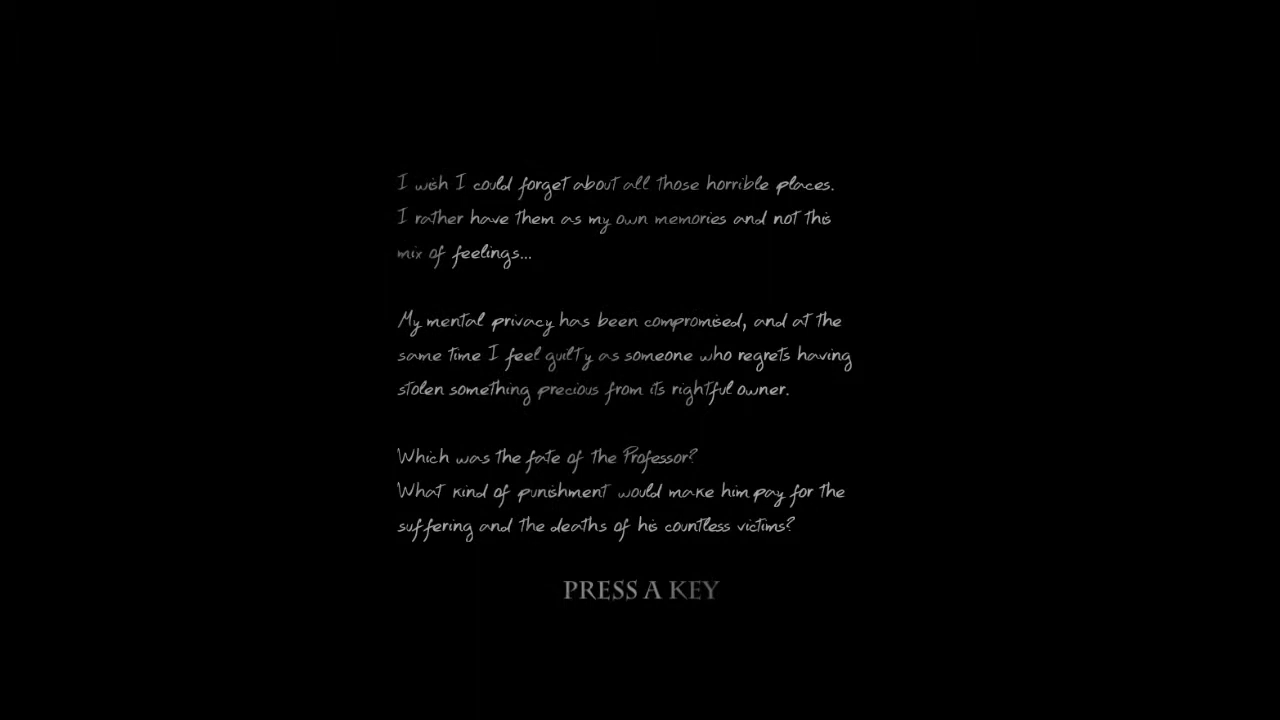 I wish I could forget about all those horrible places.
I rather have them as my own memories and not this
mix of feelings...
My mental privacy has been compromised, and at the
same time I feel guilty as someone who regrets having
stolen something precious from its rightful owner.
Which was the fate of the Professor?
What kind of punishment would make him pay for the
suffering and the deaths of his countless victims?
PRESS A KEY